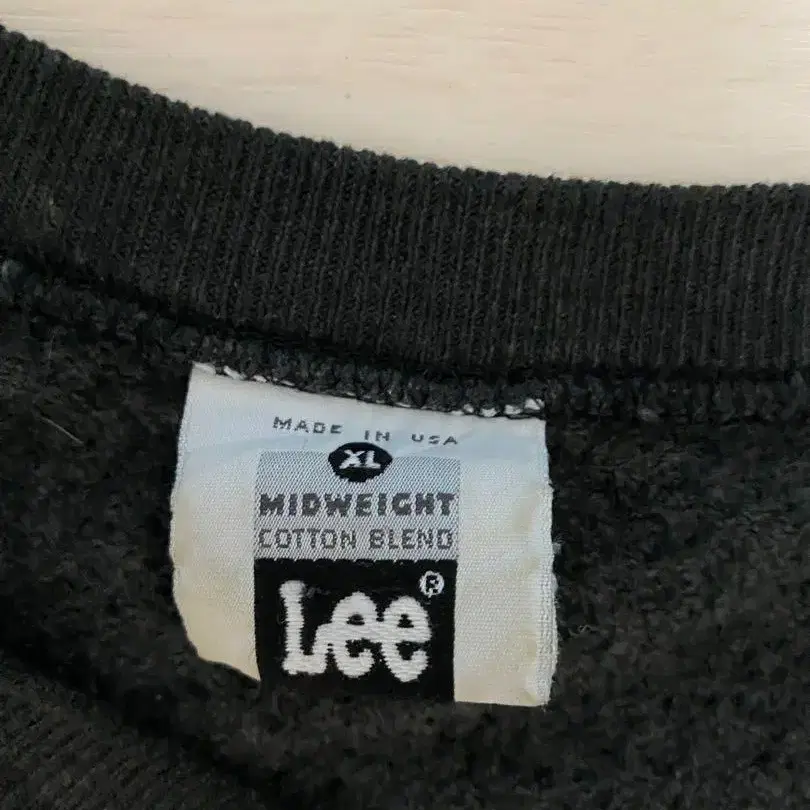 MADE IN USA
XL
MIDWEIGHT
COTTON BLEND
Lee®